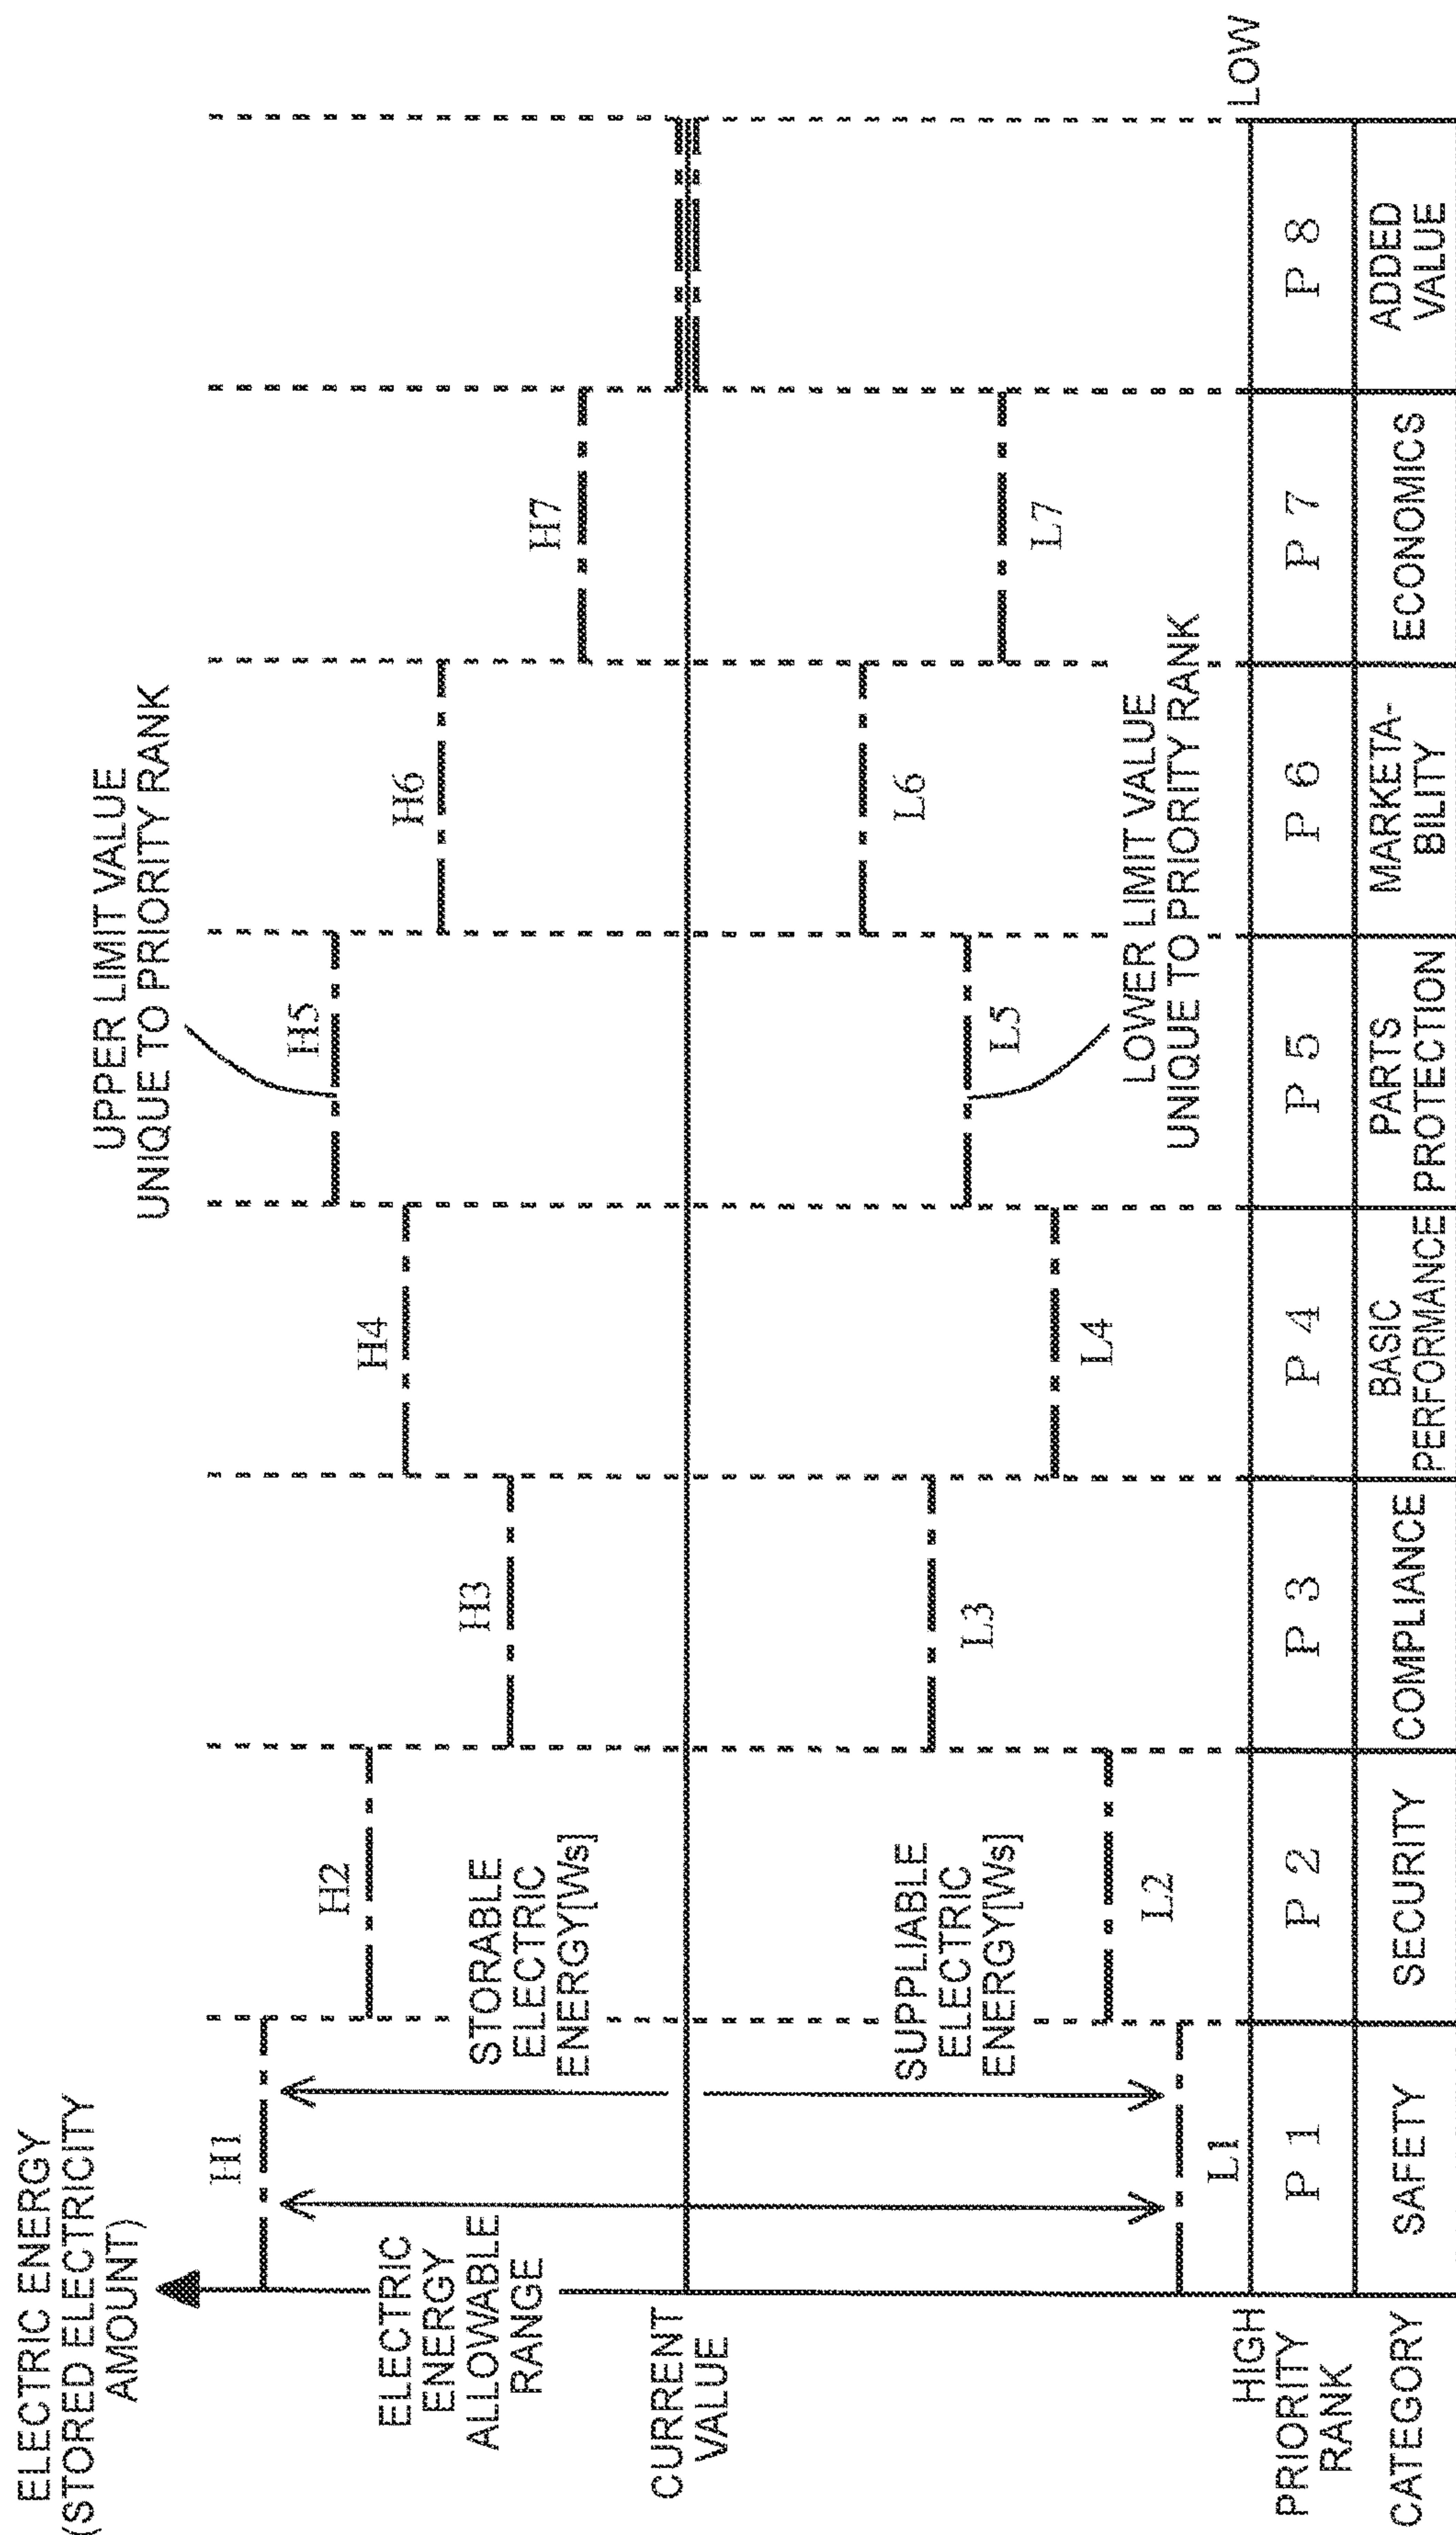 ELECTRIC ENERGY
(STORED ELECTRICITY
AMOUNT)
UPPER LIMIT VALUE
UNIQUE TO PRIORITY RANK
H1
H2
H3
H4
H5
H6
H7
ELECTRIC
ENERGY
ALLOWABLE
RANGE
STORABLE
ELECTRIC
ENERGY[Ws]
CURRENT
VALUE
SUPPLIABLE
ELECTRIC
ENERGY[Ws]
L1
L2
L3
L4
L5
L6
L7
LOWER LIMIT VALUE
UNIQUE TO PRIORITY RANK
HIGH
LOW
PRIORITY
RANK
P 1
P 2
P 3
P 4
P 5
P 6
P 7
P 8
CATEGORY
SAFETY
SECURITY
COMPLIANCE
BASIC
PERFORMANCE
PARTS
PROTECTION
MARKETA-
BILITY
ECONOMICS
ADDED
VALUE